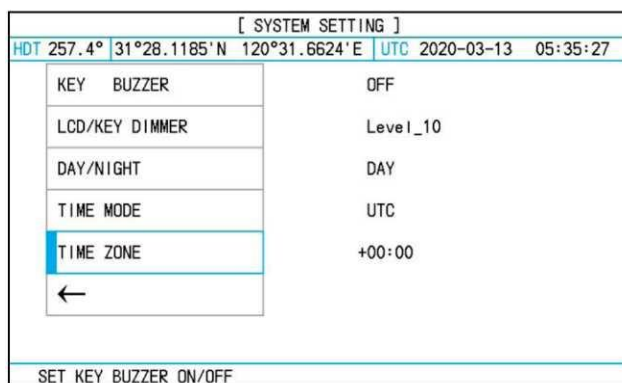 [ SYSTEM SETTING ]
HDT 257.4° 31°28.1185'N 120°31.6624'E UTC 2020-03-13 05:35:27
KEY BUZZER OFF
LCD/KEY DIMMER Level_10
DAY/NIGHT DAY
TIME MODE UTC
TIME ZONE +00:00
←
SET KEY BUZZER ON/OFF